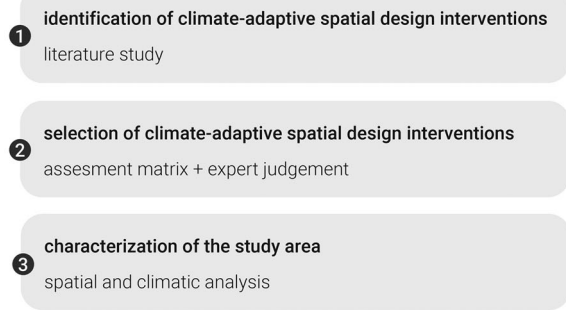 1
identification of climate-adaptive spatial design interventions
literature study
2
selection of climate-adaptive spatial design interventions
assesment matrix + expert judgement
3
characterization of the study area
spatial and climatic analysis